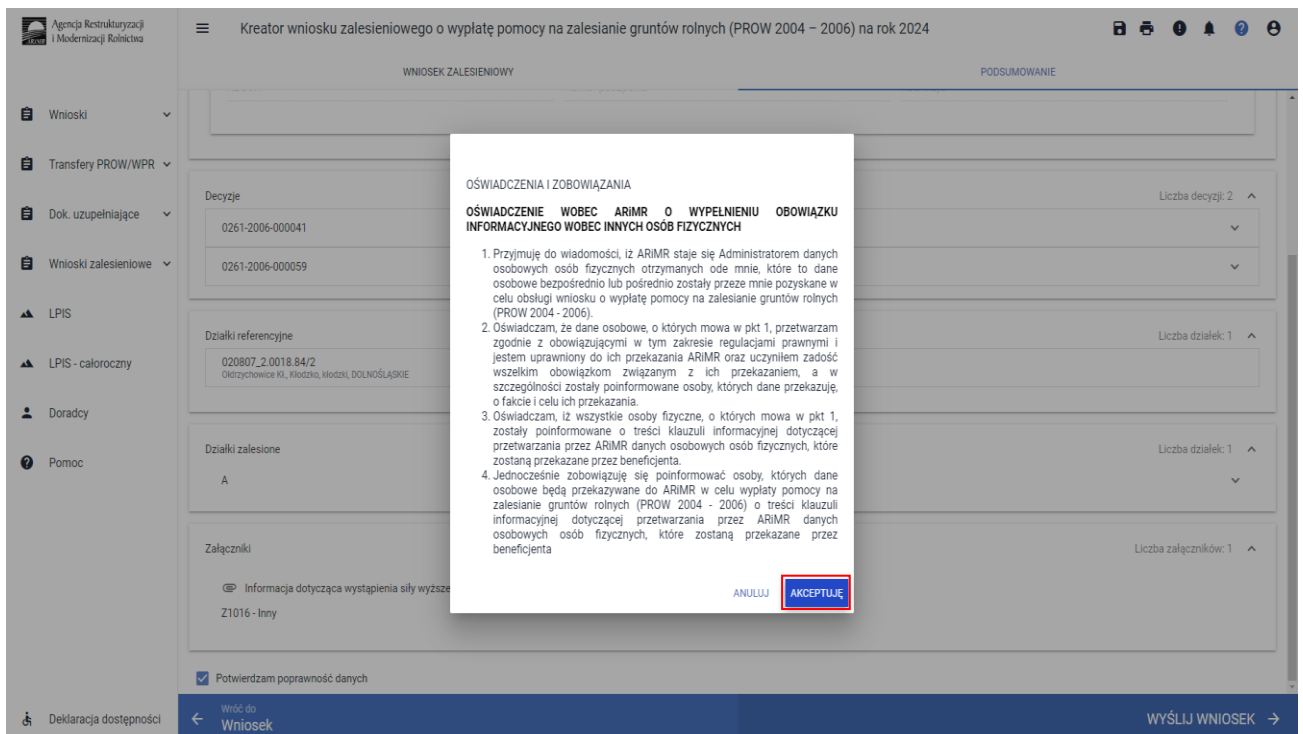 Agencja Restrukturyzacji
i Modernizacji Rolnictwa
Kreator wniosku zalesieniowego o wypłatę pomocy na zalesianie gruntów rolnych (PROW 2004 – 2006) na rok 2024
WNIOSEK ZALESIENIOWY
PODSUMOWANIE
Wnioski
Transfery PROW/WPR
Dok. uzupełniające
Wnioski zalesieniowe
LPIS
LPIS - całoroczny
Doradcy
Pomoc
Deklaracja dostępności
Decyzje
Liczba decyzji: 2
0261-2006-000041
0261-2006-000059
Działki referencyjne
Liczba działek: 1
020807_2.0018.84/2
Ołdrzychowice Kł., Kłodzko, kłodzki, DOLNOŚLĄSKIE
Działki zalesione
Liczba działek: 1
A
Załączniki
Liczba załączników: 1
Informacja dotycząca wystąpienia siły wyższe
Z1016 - Inny
OŚWIADCZENIA I ZOBOWIĄZANIA
OŚWIADCZENIE WOBEC ARiMR O WYPEŁNIENIU OBOWIĄZKU
INFORMACYJNEGO WOBEC INNYCH OSÓB FIZYCZNYCH
1. Przyjmuję do wiadomości, iż ARiMR staje się Administratorem danych
osobowych osób fizycznych otrzymanych ode mnie, które to dane
osobowe bezpośrednio lub pośrednio zostały przeze mnie pozyskane w
celu obsługi wniosku o wypłatę pomocy na zalesianie gruntów rolnych
(PROW 2004 - 2006).
2. Oświadczam, że dane osobowe, o których mowa w pkt 1, przetwarzam
zgodnie z obowiązującymi w tym zakresie regulacjami prawnymi i
jestem uprawniony do ich przekazania ARiMR oraz uczyniłem zadość
wszelkim obowiązkom związanym z ich przekazaniem, a w
szczególności zostały poinformowane osoby, których dane przekazuję,
o fakcie i celu ich przekazania.
3. Oświadczam, iż wszystkie osoby fizyczne, o których mowa w pkt 1,
zostały poinformowane o treści klauzuli informacyjnej dotyczącej
przetwarzania przez ARiMR danych osobowych osób fizycznych, które
zostaną przekazane przez beneficjenta.
4. Jednocześnie zobowiązuję się poinformować osoby, których dane
osobowe będą przekazywane do ARiMR w celu wypłaty pomocy na
zalesianie gruntów rolnych (PROW 2004 - 2006) o treści klauzuli
informacyjnej dotyczącej przetwarzania przez ARiMR danych
osobowych osób fizycznych, które zostaną przekazane przez
beneficjenta
ANULUJ
AKCEPTUJĘ
Potwierdzam poprawność danych
Wróć do
Wniosek
WYŚLIJ WNIOSEK